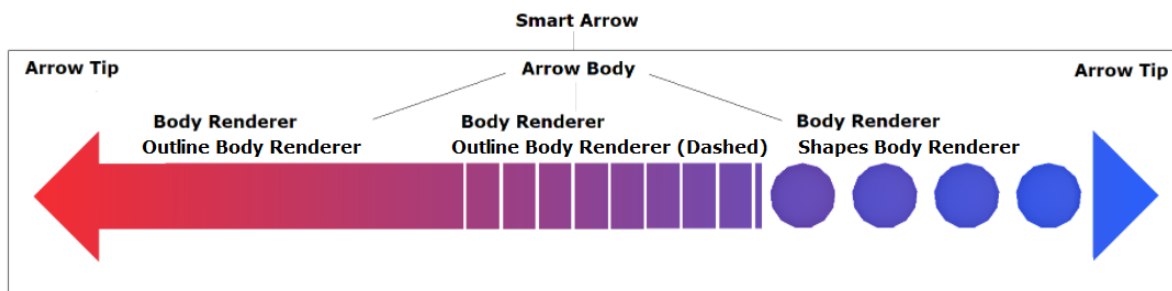 Smart Arrow
Arrow Tip
Arrow Body
Arrow Tip
Body Renderer
Outline Body Renderer
Body Renderer
Outline Body Renderer (Dashed)
Body Renderer
Shapes Body Renderer